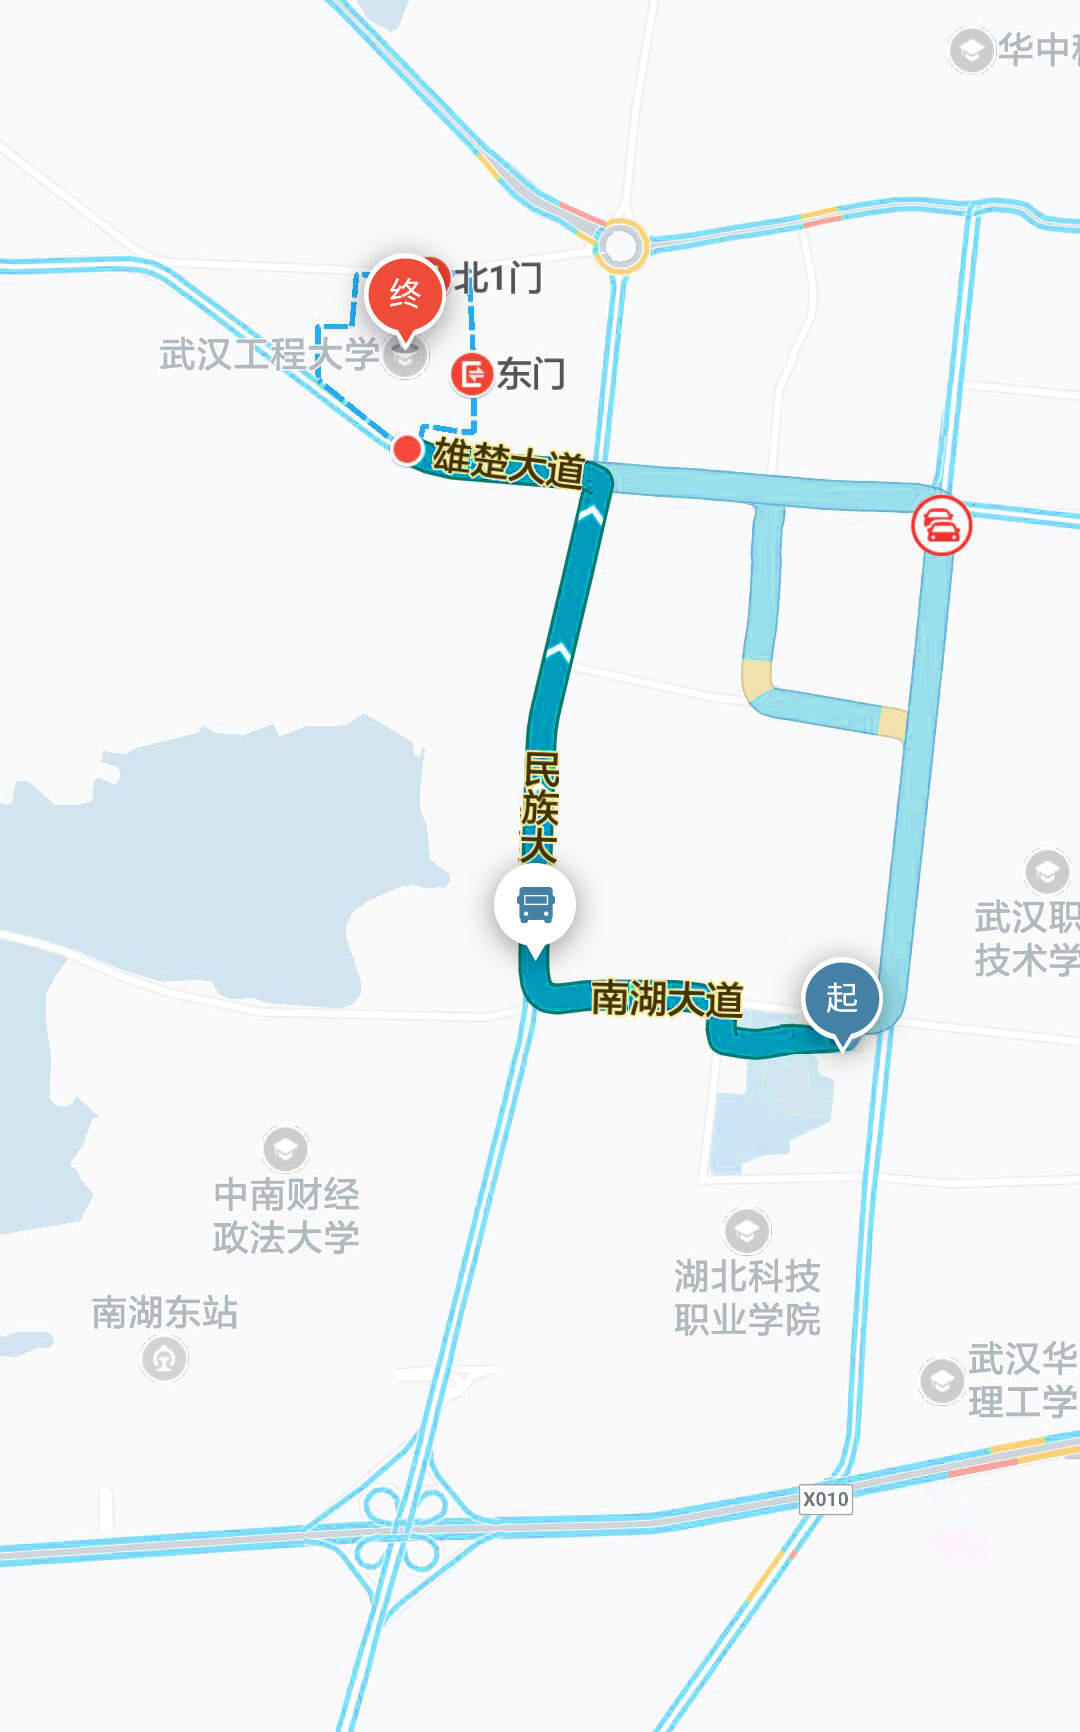 华中科
北1门
终
武汉工程大学
东门
雄楚大道
民族大
武汉职
技术学
起
南湖大道
中南财经
政法大学
湖北科技
职业学院
南湖东站
武汉华
理工学
X010